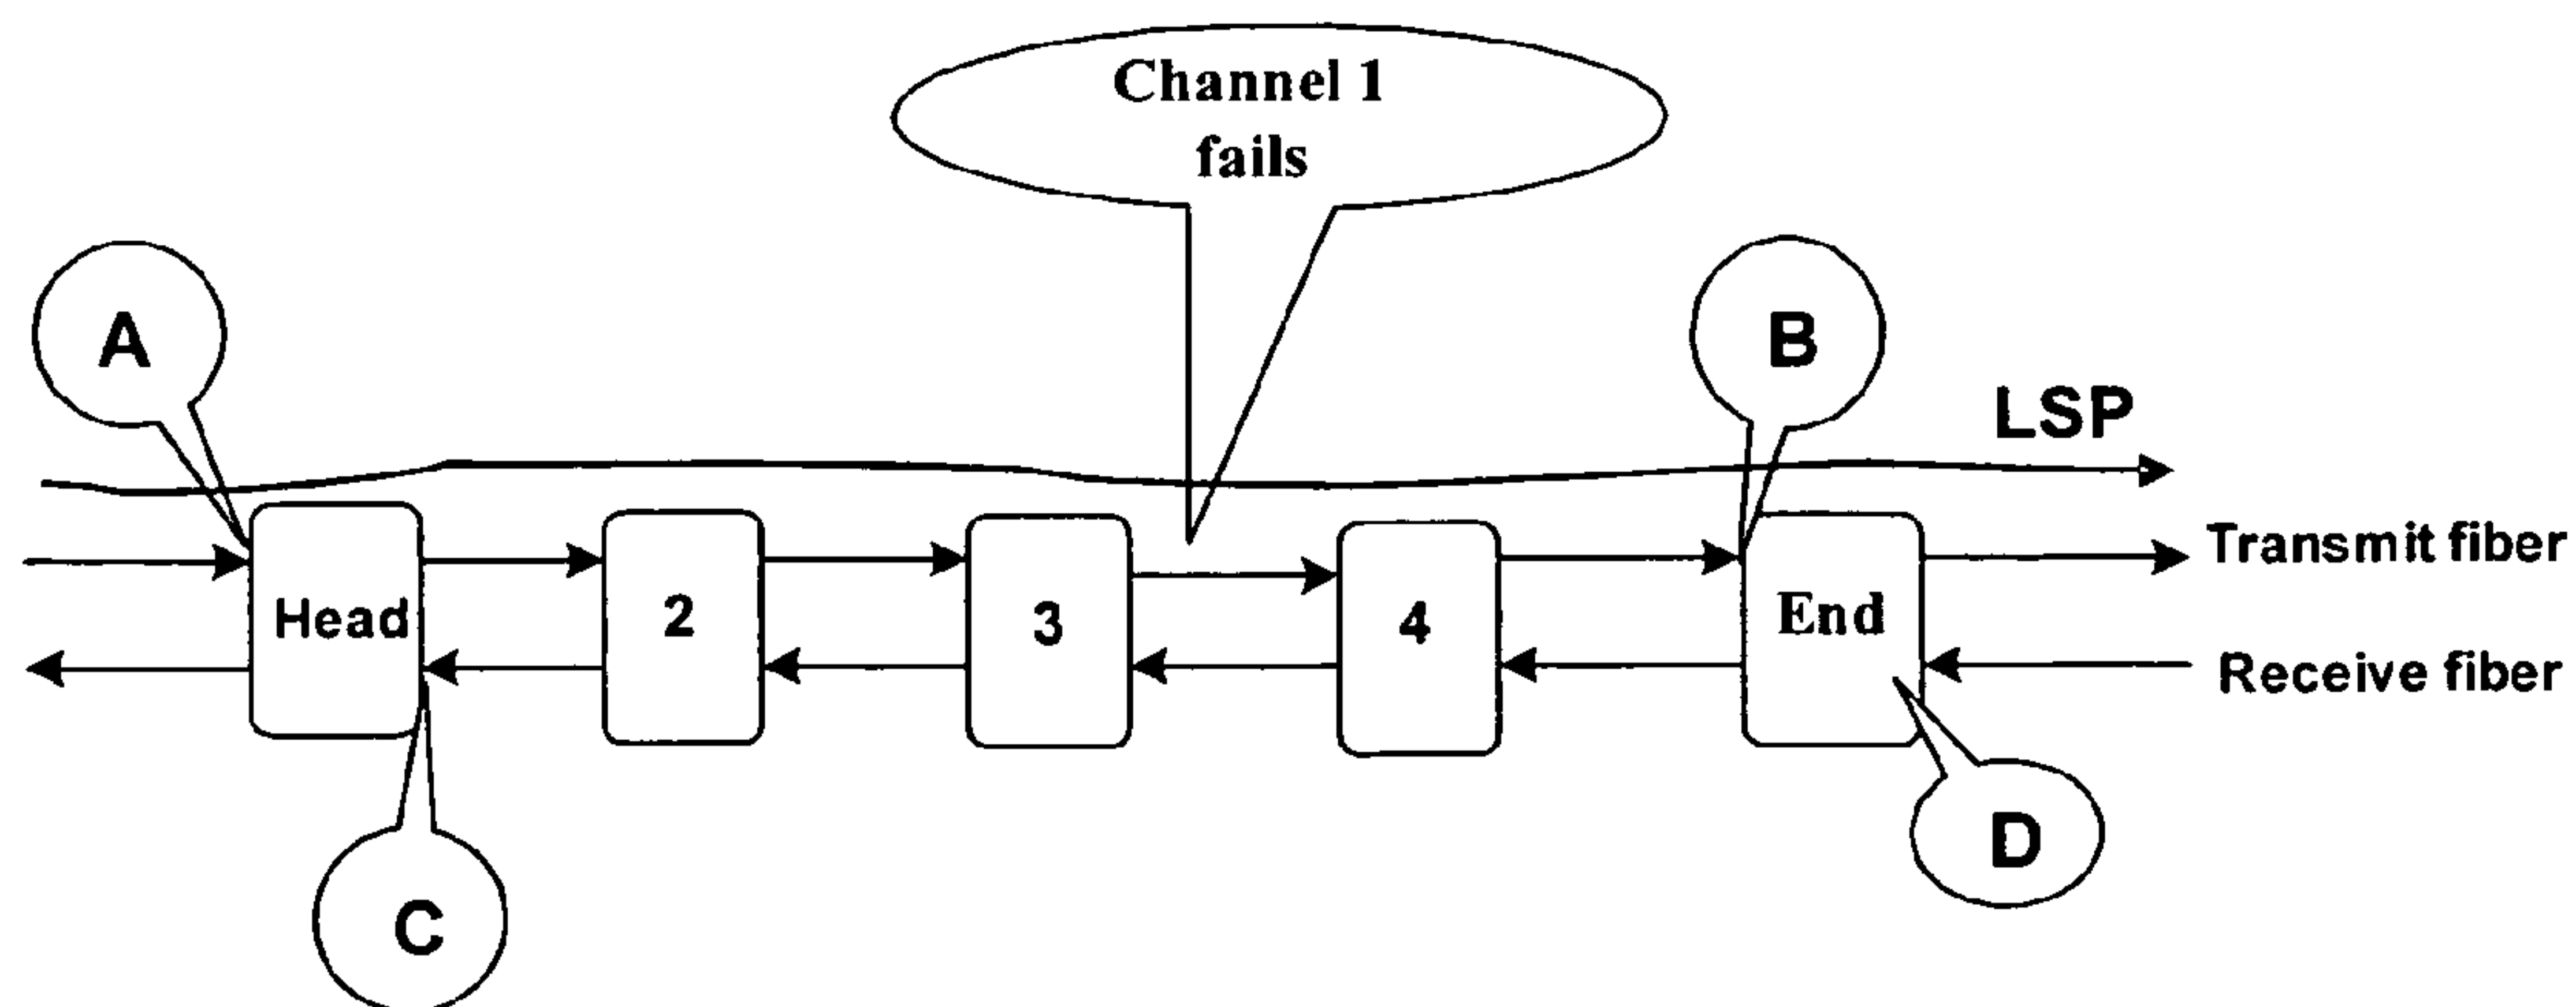 Channel 1
fails
A
B
LSP
Transmit fiber
Head
2
3
4
End
Receive fiber
C
D